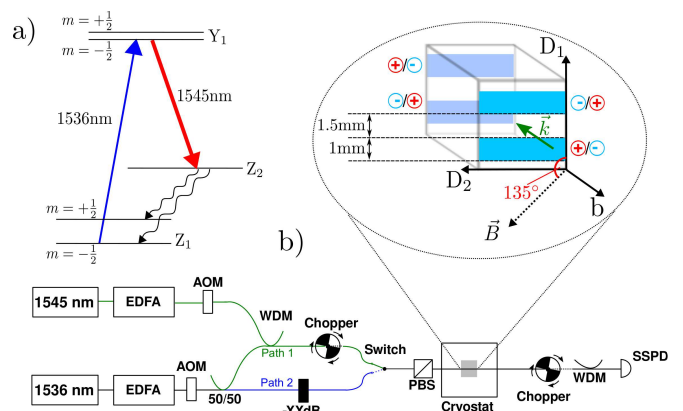 a)
m = +1/2
m = −1/2
Y1
1536nm
1545nm
Z2
m = +1/2
m = −1/2
Z1
D1
+/-
-/+
-/+
+/-
1.5mm
1mm
k
D2
135°
b
B
b)
1545 nm
EDFA
AOM
WDM
Chopper
Path 1
Switch
1536 nm
EDFA
AOM
50/50
Path 2
PBS
Cryostat
Chopper
WDM
SSPD